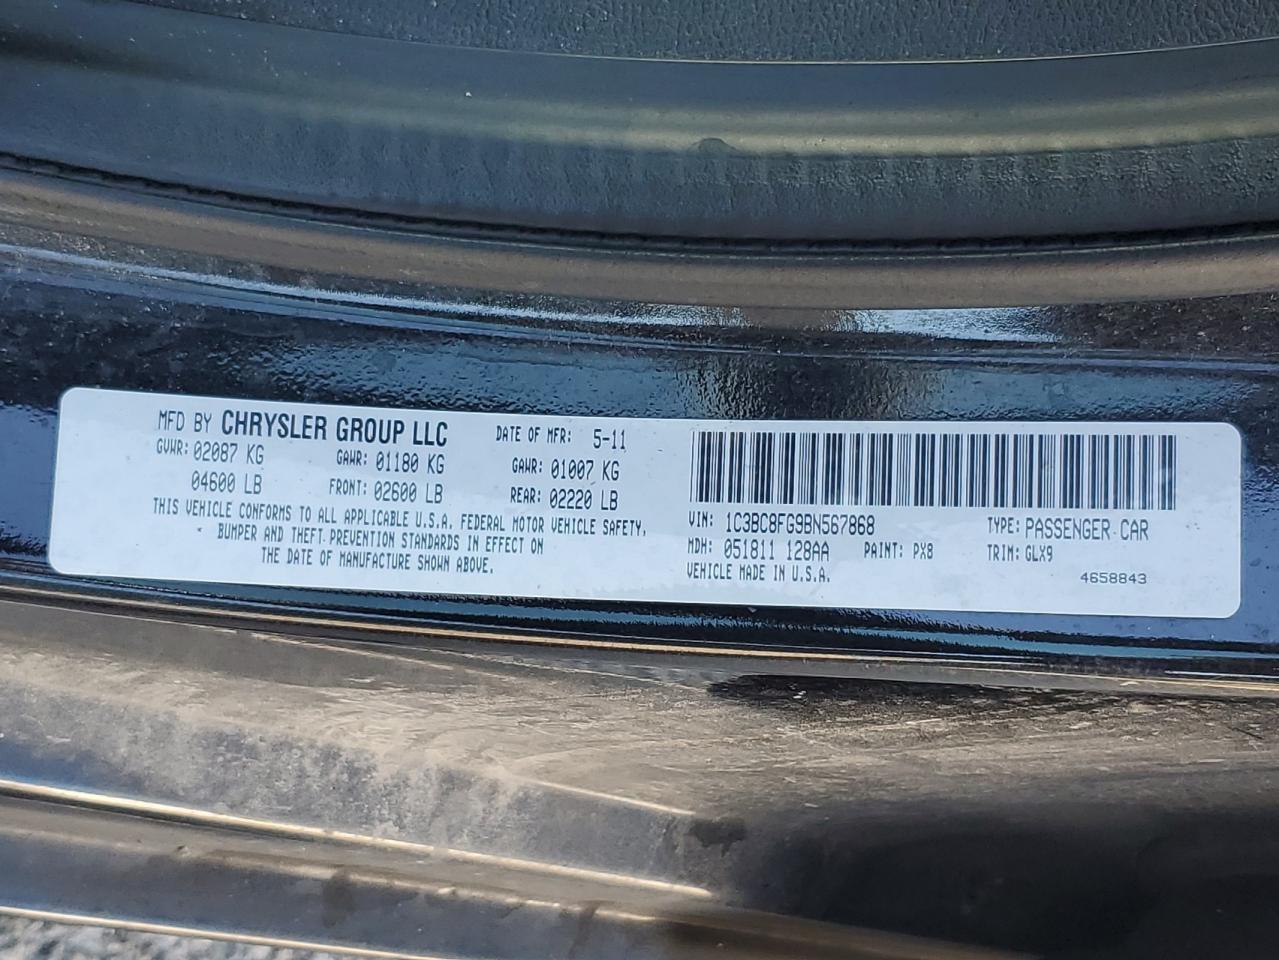 MFD BY CHRYSLER GROUP LLC DATE OF MFR: 5-11
GVWR: 02087 KG GAWR: 01180 KG GAWR: 01007 KG
04600 LB FRONT: 02600 LB REAR: 02220 LB
THIS VEHICLE CONFORMS TO ALL APPLICABLE U.S.A. FEDERAL MOTOR VEHICLE SAFETY,
BUMPER AND THEFT PREVENTION STANDARDS IN EFFECT ON
THE DATE OF MANUFACTURE SHOWN ABOVE.
VIN: 1C3BC8FG9BN567868 TYPE: PASSENGER CAR
MDH: 051811 128AA PAINT: PX8 TRIM: GLX9
VEHICLE MADE IN U.S.A.
4658843